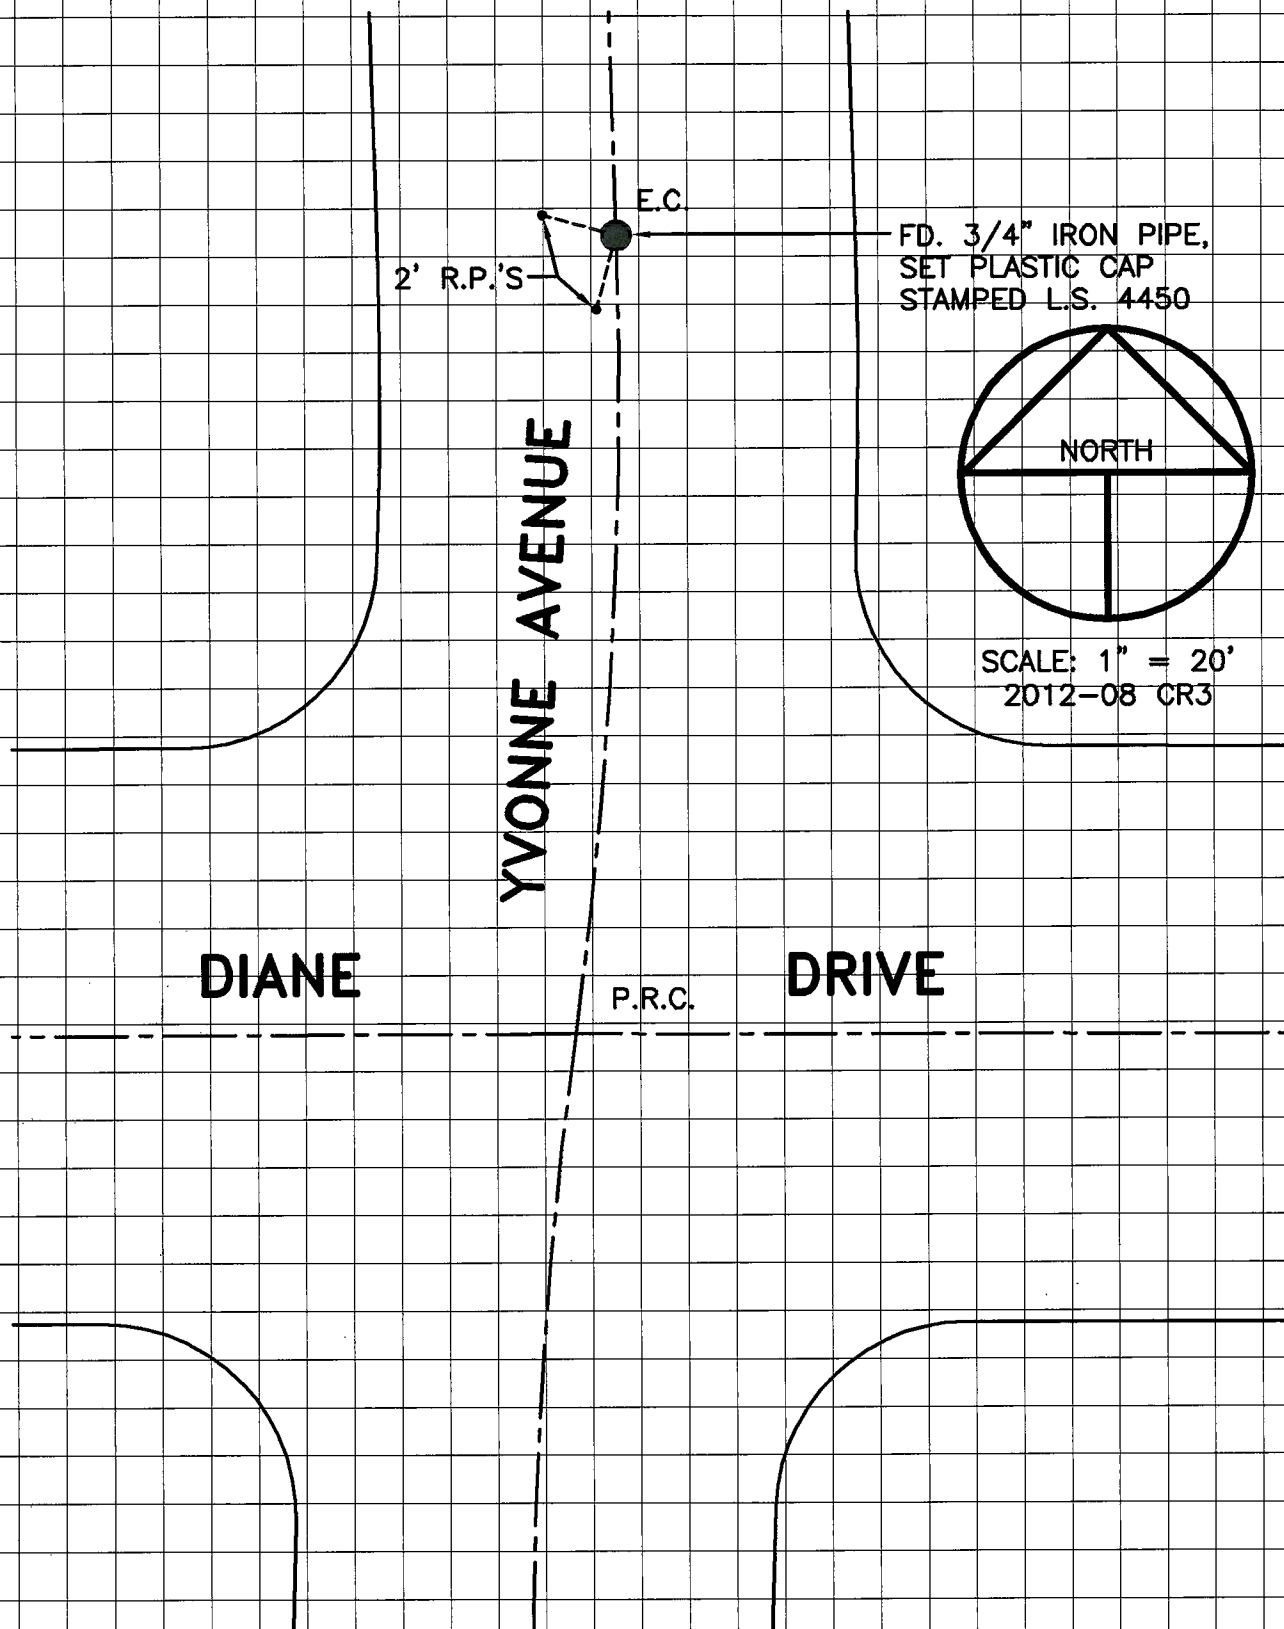 E.C.
FD. 3/4" IRON PIPE,
SET PLASTIC CAP
STAMPED L.S. 4450
2' R.P.'S
NORTH
YVONNE AVENUE
SCALE: 1" = 20'
2012-08 CR3
DIANE DRIVE
P.R.C.